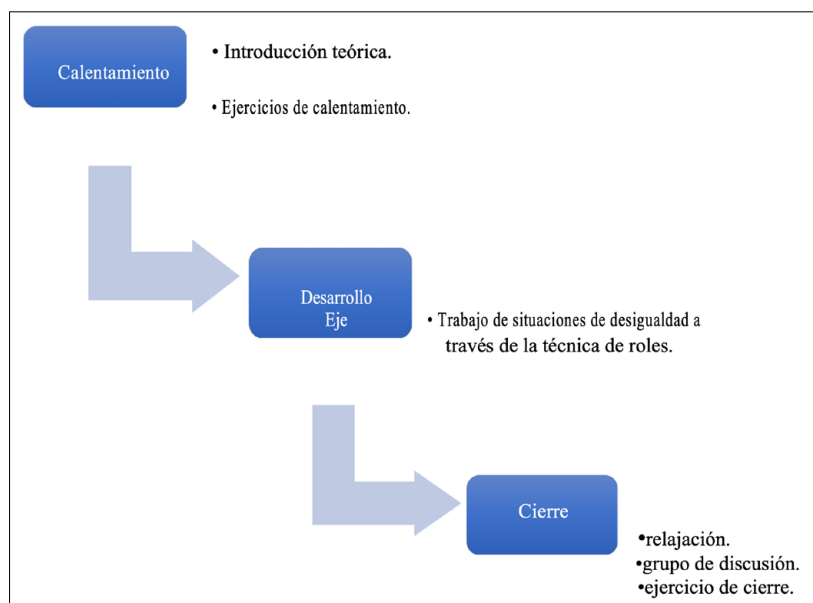 Calentamiento
• Introducción teórica.
• Ejercicios de calentamiento.
Desarrollo
Eje
• Trabajo de situaciones de desigualdad a
través de la técnica de roles.
Cierre
•relajación.
•grupo de discusión.
•ejercicio de cierre.